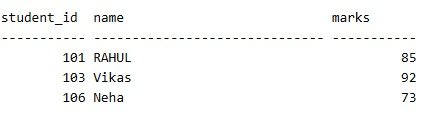 student_id  name                           marks
----------- ------------------------------ -----------
        101 RAHUL                                   85
        103 Vikas                                   92
        106 Neha                                    73